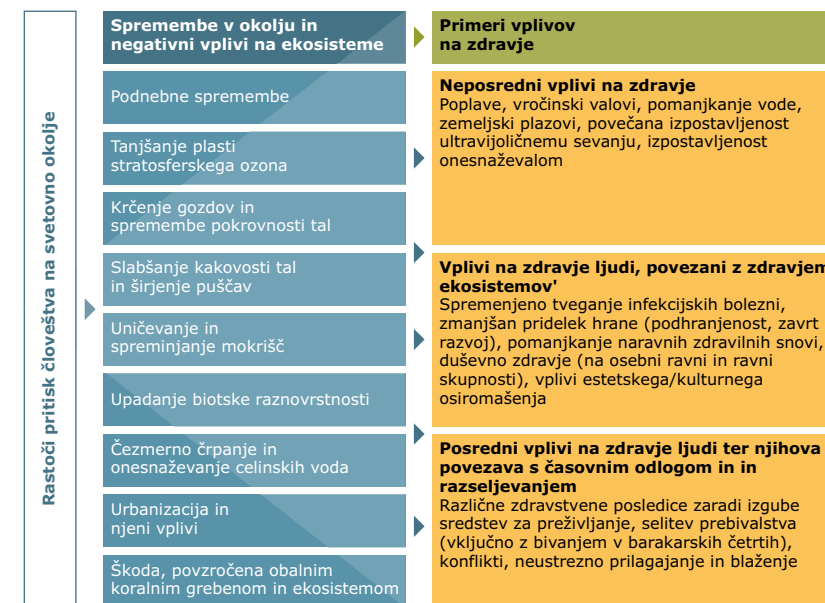 Rastoči pritisk človeštva na svetovno okolje
Spremembe v okolju in
negativni vplivi na ekosisteme
Podnebne spremembe
Tanjšanje plasti
stratosferskega ozona
Krčenje gozdov in
spremembe pokrovnosti tal
Slabšanje kakovosti tal
in širjenje puščav
Uničevanje in
spreminjanje mokrišč
Upadanje biotske raznovrstnosti
Čezmerno črpanje in
onesnaževanje celinskih voda
Urbanizacija in
njeni vplivi
Škoda, povzročena obalnim
koralnim grebenom in ekosistemom
Primeri vplivov
na zdravje
Neposredni vplivi na zdravje
Poplave, vročinski valovi, pomanjkanje vode,
zemeljski plazovi, povečana izpostavljenost
ultravijoličnemu sevanju, izpostavljenost
onesnaževalom
Vplivi na zdravje ljudi, povezani z zdravjem
ekosistemov'
Spremenjeno tveganje infekcijskih bolezni,
zmanjšan pridelek hrane (podhranjenost, zavrt
razvoj), pomanjkanje naravnih zdravilnih snovi,
duševno zdravje (na osebni ravni in ravni
skupnosti), vplivi estetskega/kulturnega
osiromašenja
Posredni vplivi na zdravje ljudi ter njihova
povezava s časovnim odlogom in in
razseljevanjem
Različne zdravstvene posledice zaradi izgube
sredstev za preživljanje, selitev prebivalstva
(vključno z bivanjem v barakarskih četrtih),
konflikti, neustrezno prilagajanje in blaženje